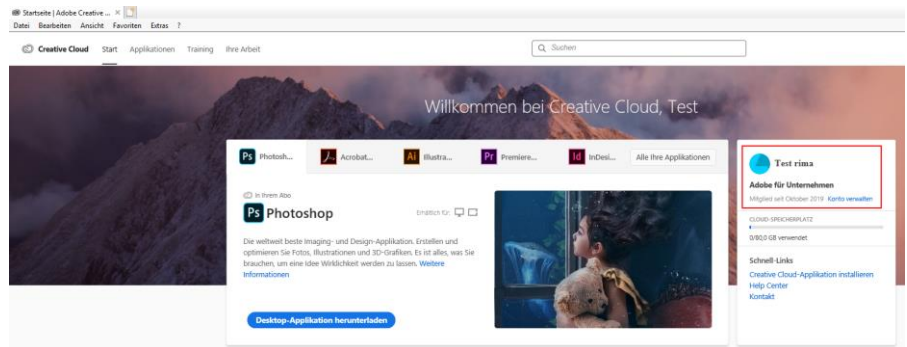 Startseite | Adobe Creative ...
Datei Bearbeiten Ansicht Favoriten Extras ?
Creative Cloud Start Applikationen Training Ihre Arbeit
Suchen
Willkommen bei Creative Cloud, Test
Ps Photosh... Acrobat... Ai Illustra... Pr Premiere... Id InDesi... Alle Ihre Applikationen
In Ihrem Abo
Ps Photoshop
Erhältlich für:
Die weltweit beste Imaging- und Design-Applikation. Erstellen und
optimieren Sie Fotos, Illustrationen und 3D-Grafiken. Es ist alles, was Sie
brauchen, um eine Idee Wirklichkeit werden zu lassen. Weitere
Informationen
Desktop-Applikation herunterladen
Test rima
Adobe für Unternehmen
Mitglied seit Oktober 2019 Konto verwalten
CLOUD-SPEICHERPLATZ
0/80,0 GB verwendet
Schnell-Links
Creative Cloud-Applikation installieren
Help Center
Kontakt